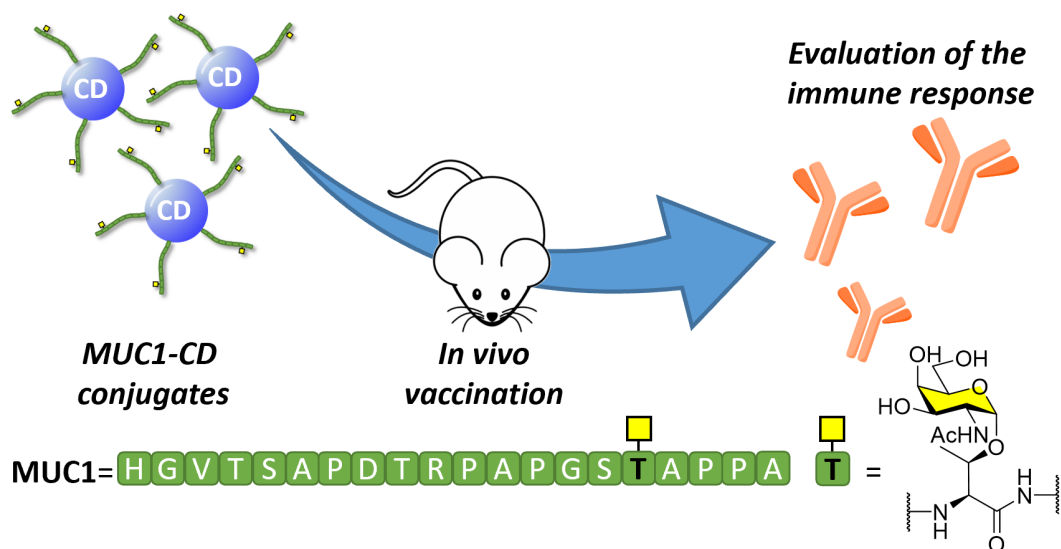 CD
CD
CD
Evaluation of the
immune response
MUC1-CD
conjugates
In vivo
vaccination
MUC1= H G V T S A P D T R P A P G S T A P P A
T =
OH
OH
O
HO
AcHN
O
N
H
O
H
N